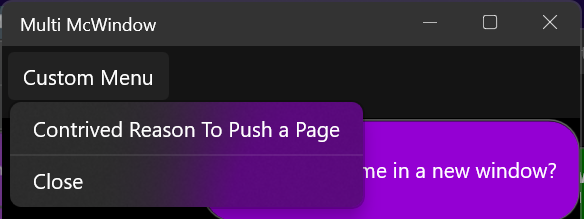 Multi McWindow
Custom Menu
Contrived Reason To Push a Page
me in a new window?
Close